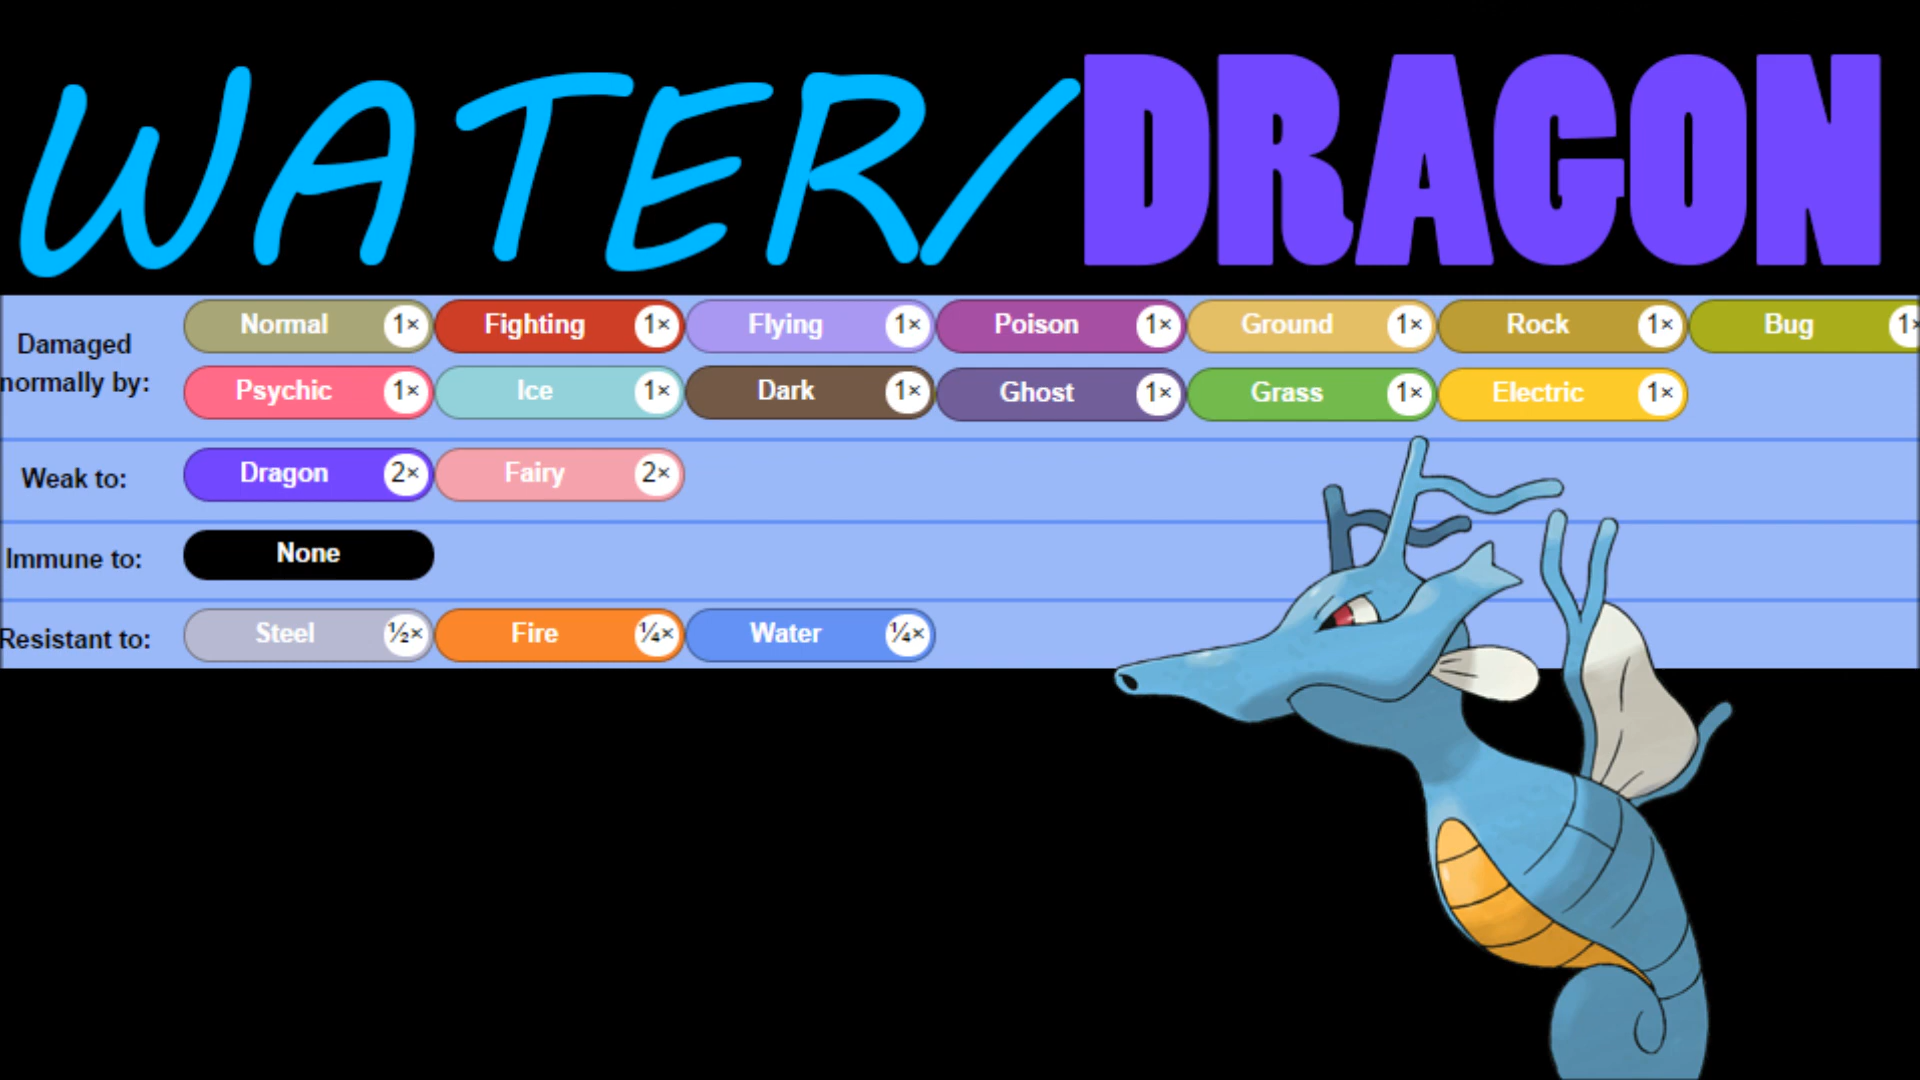 WATER/DRAGON
Damaged normally by:
Normal 1× Fighting 1× Flying 1× Poison 1× Ground 1× Rock 1× Bug 1×
Psychic 1× Ice 1× Dark 1× Ghost 1× Grass 1× Electric 1×
Weak to: Dragon 2× Fairy 2×
Immune to: None
Resistant to: Steel ½× Fire ¼× Water ¼×